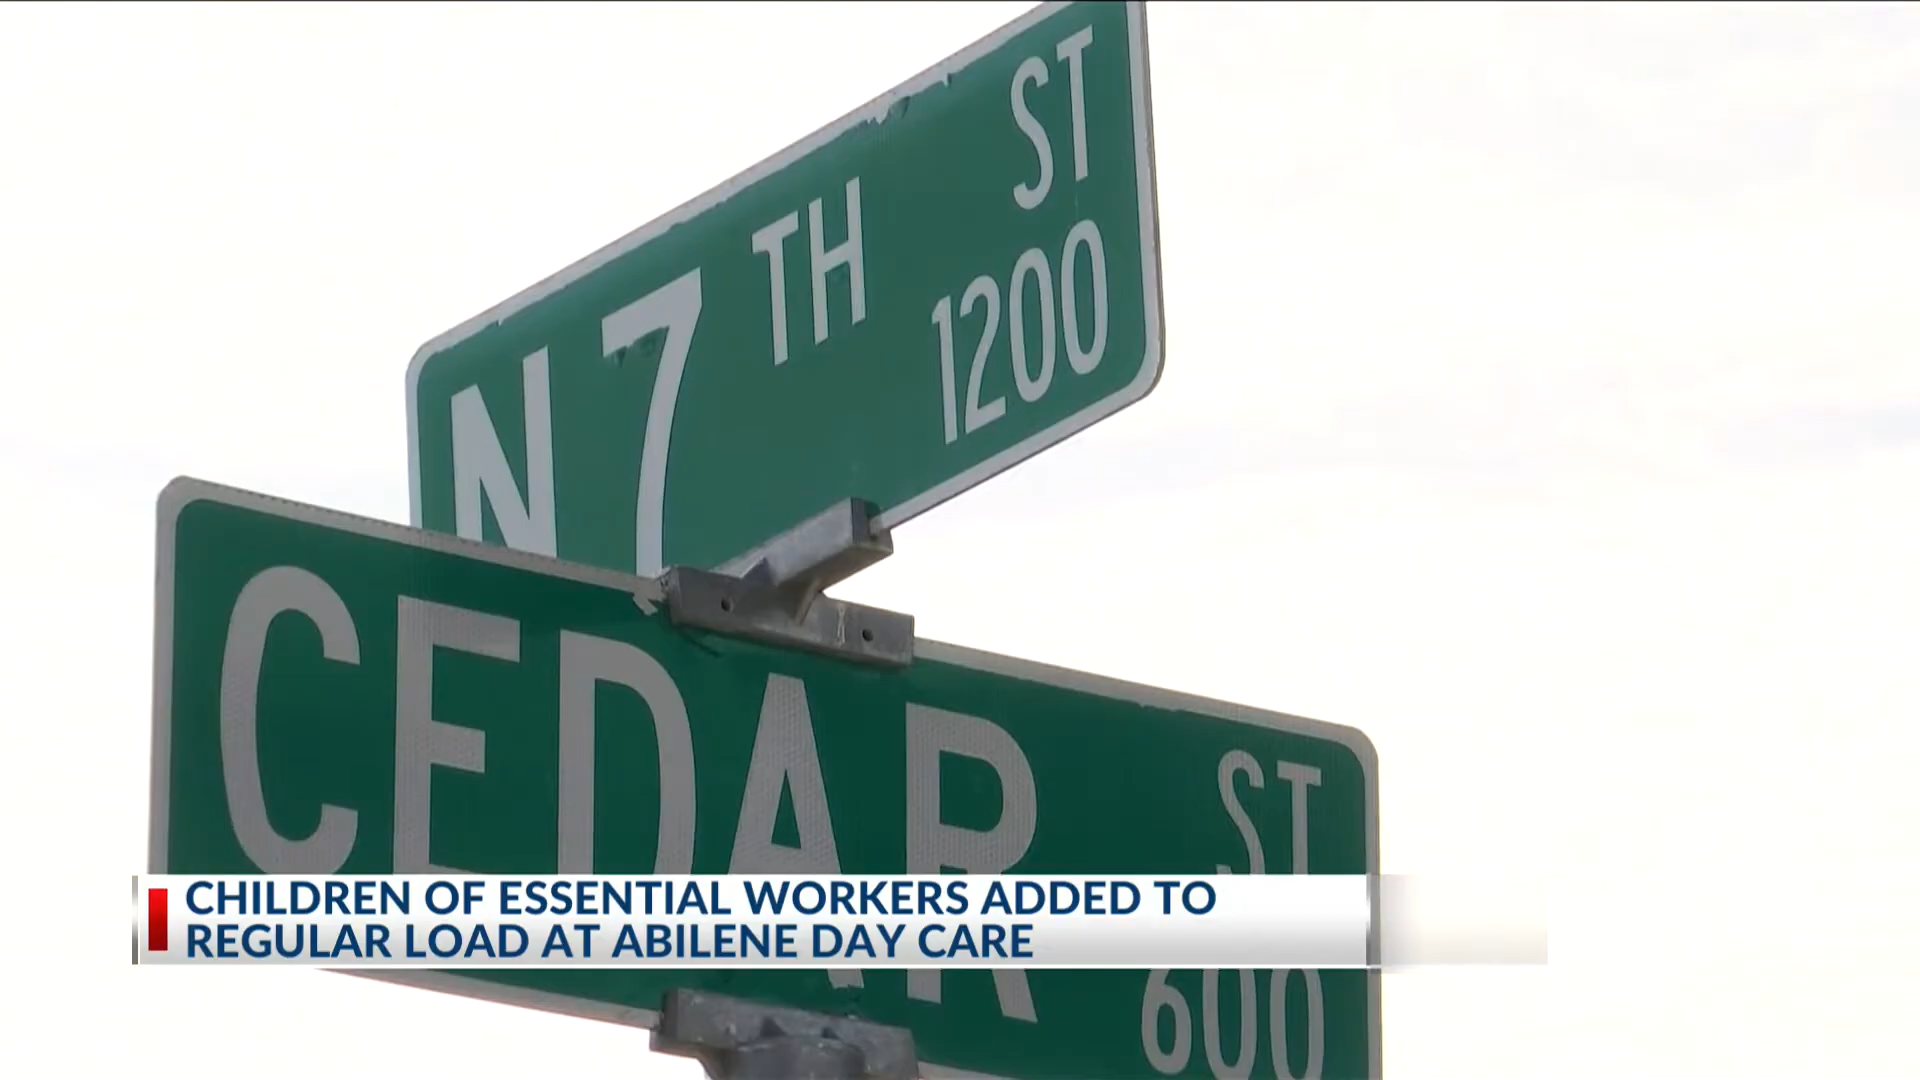 N 7TH ST
1200
CEDAR ST
600
CHILDREN OF ESSENTIAL WORKERS ADDED TO
REGULAR LOAD AT ABILENE DAY CARE